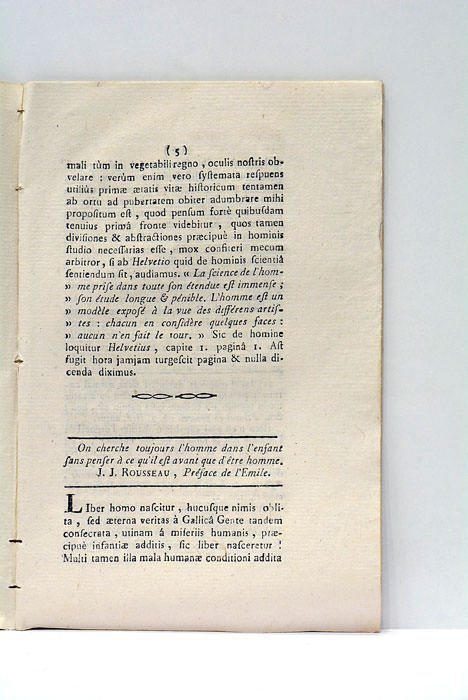 ( 5 )
mali tùm in vegetabili regno , oculis nostris ob-
velare : verùm enim vero systemata respuens
utiliùs primæ ætatis vitæ historicum tentamen
ab ortu ad pubertatem obiter adumbrare mihi
propositum est , quod pensum fortè quibusdam
tenuius primâ fronte videbitur , quos tamen
divisiones & abstractiones præcipuè in hominis
studio necessarias esse , mox confiteri mecum
arbitror, si ab Helvetio quid de hominis scientiâ
sentiendum sit, audiamus. « La science de l'hom-
» me prise dans toute son étendue est immense ;
» son étude longue & pénible. L'homme est un
» modèle exposé à la vue des différens artis-
» tes : chacun en considère quelques faces :
» aucun n'en fait le tour. » Sic de homine
loquitur Helvetius, capite 1. paginâ 1. Ast
fugit hora jamjam turgescit pagina & nulla di-
cenda diximus.
On cherche toujours l'homme dans l'enfant
sans penser à ce qu'il est avant que d'être homme.
J. J. ROUSSEAU , Préface de l'Emile.
LIber homo nascitur, hucusque nimis obli-
ta , sed æterna veritas à Gallicâ Gente tandem
consecrata , utinam à miseriis humanis , præ-
cipuè infantiæ additis , sic liber nasceretur !
Multi tamen illa mala humanæ conditioni addita